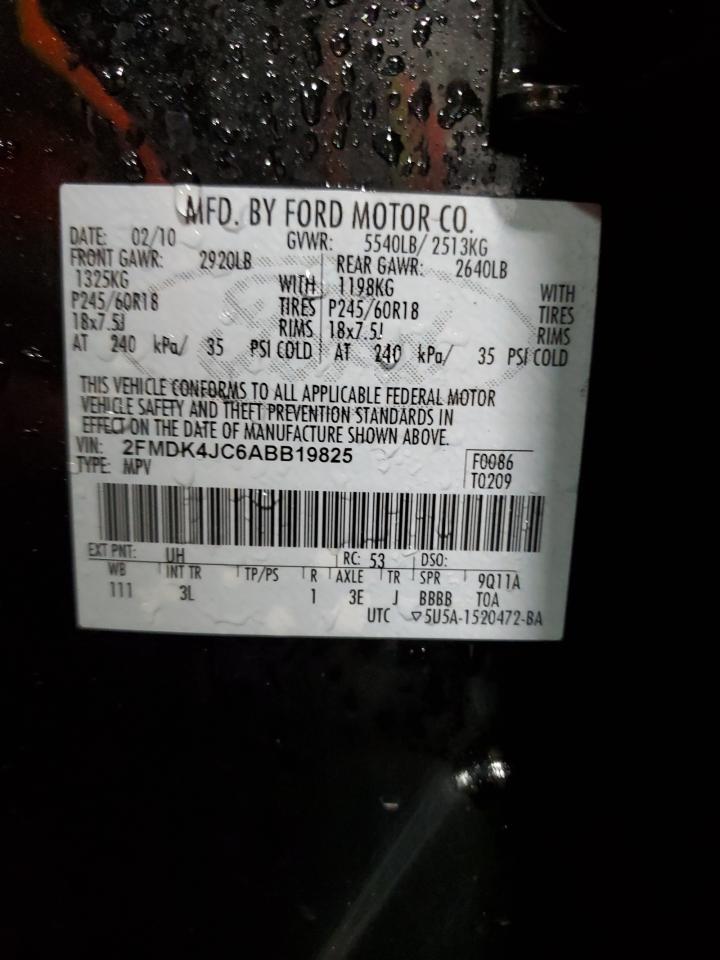 MFD. BY FORD MOTOR CO.
DATE: 02/10 GVWR: 5540LB/ 2513KG
FRONT GAWR: 2920LB REAR GAWR: 2640LB
1325KG WITH 1198KG WITH
P245/60R18 TIRES P245/60R18 TIRES
18x7.5J RIMS 18x7.5J RIMS
AT 240 kPa/ 35 PSI COLD AT 240 kPa/ 35 PSI COLD
THIS VEHICLE CONFORMS TO ALL APPLICABLE FEDERAL MOTOR
VEHICLE SAFETY AND THEFT PREVENTION STANDARDS IN
EFFECT ON THE DATE OF MANUFACTURE SHOWN ABOVE.
VIN: 2FMDK4JC6ABB19825 F0086
TYPE: MPV T0209
EXT PNT: UH RC: 53 DSO:
WB INT TR TP/PS R AXLE TR SPR 9Q11A
111 3L 1 3E J BBBB T0A
UTC ▽5U5A-1520472-BA